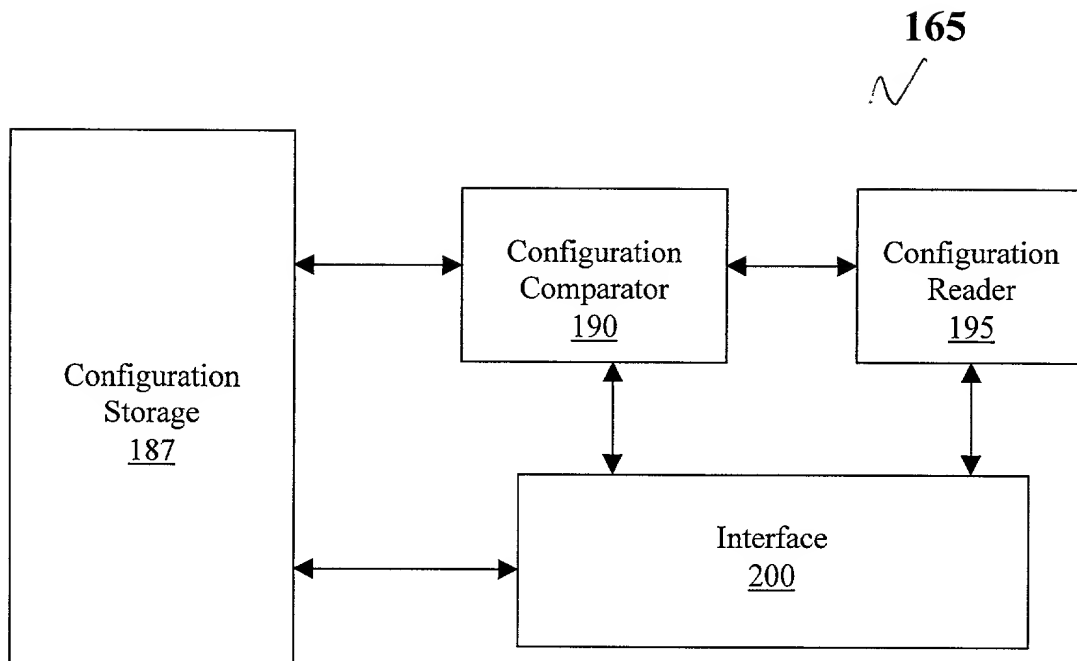 165
Configuration
Storage
187
Configuration
Comparator
190
Configuration
Reader
195
Interface
200